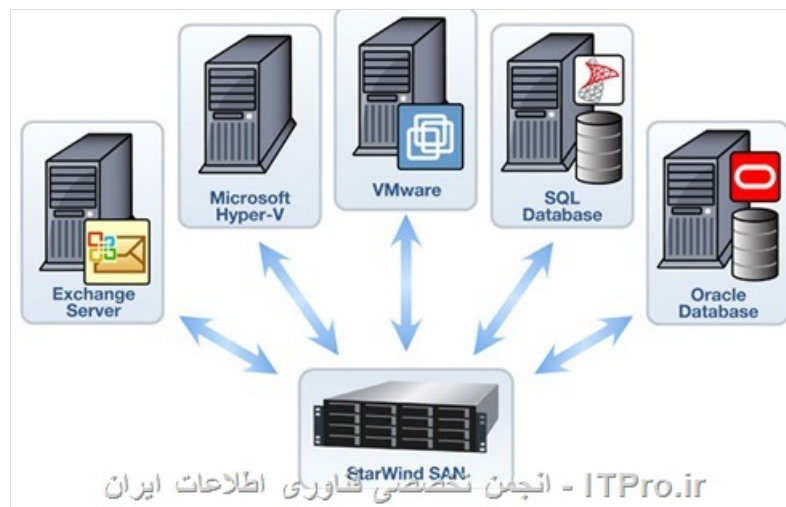 Exchange
Server
Microsoft
Hyper-V
VMware
SQL
Database
Oracle
Database
StarWind SAN
ITPro.ir - انجمن تخصصی فناوری اطلاعات ایران